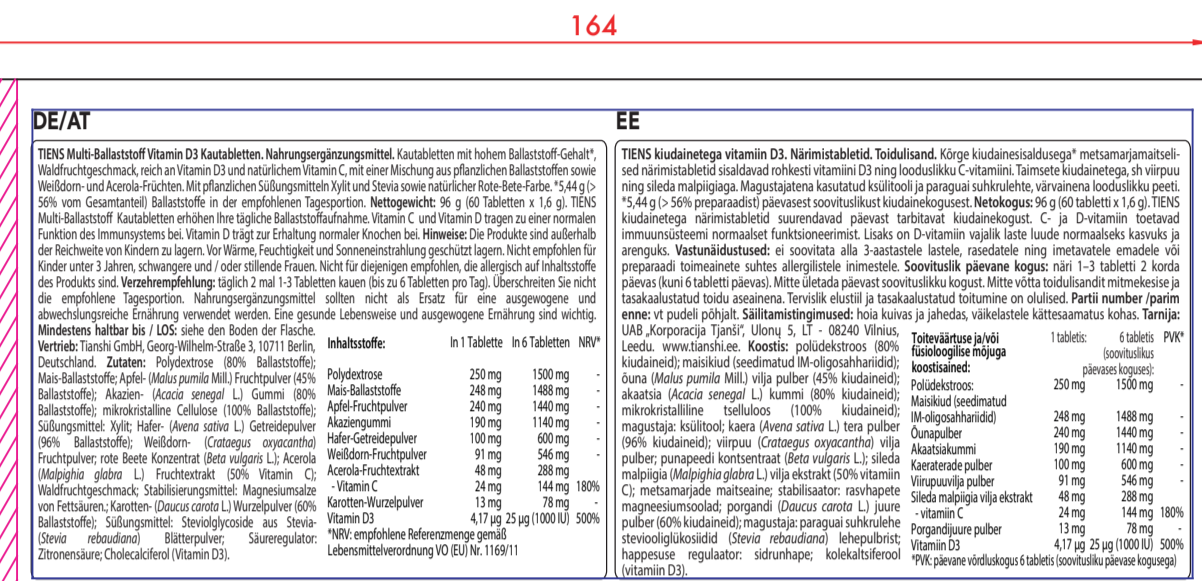 164
DE/AT
TIENS Multi-Ballaststoff Vitamin D3 Kautabletten. Nahrungsergänzungsmittel. Kautabletten mit hohem Ballaststoff-Gehalt*,
Waldfruchtgeschmack, reich an Vitamin D3 und natürlichem Vitamin C, mit einer Mischung aus pflanzlichen Ballaststoffen sowie
Weißdorn- und Acerola-Früchten. Mit pflanzlichen Süßungsmitteln Xylit und Stevia sowie natürlicher Rote-Bete-Farbe. *5,44 g (>
56% vom Gesamtanteil) Ballaststoffe in der empfohlenen Tagesportion. Nettogewicht: 96 g (60 Tabletten x 1,6 g). TIENS
Multi-Ballaststoff Kautabletten erhöhen Ihre tägliche Ballaststoffaufnahme. Vitamin C und Vitamin D tragen zu einer normalen
Funktion des Immunsystems bei. Vitamin D trägt zur Erhaltung normaler Knochen bei. Hinweise: Die Produkte sind außerhalb
der Reichweite von Kindern zu lagern. Vor Wärme, Feuchtigkeit und Sonneneinstrahlung geschützt lagern. Nicht empfohlen für
Kinder unter 3 Jahren, schwangere und / oder stillende Frauen. Nicht für diejenigen empfohlen, die allergisch auf Inhaltsstoffe
des Produkts sind. Verzehrempfehlung: täglich 2 mal 1-3 Tabletten kauen (bis zu 6 Tabletten pro Tag). Überschreiten Sie nicht
die empfohlene Tagesportion. Nahrungsergänzungsmittel sollten nicht als Ersatz für eine ausgewogene und
abwechslungsreiche Ernährung verwendet werden. Eine gesunde Lebensweise und ausgewogene Ernährung sind wichtig.
Mindestens haltbar bis / LOS: siehe den Boden der Flasche.
Vertrieb: Tianshi GmbH, Georg-Wilhelm-Straße 3, 10711 Berlin,
Deutschland. Zutaten: Polydextrose (80% Ballaststoffe);
Mais-Ballaststoffe; Apfel- (Malus pumila Mill.) Fruchtpulver (45%
Ballaststoffe); Akazien- (Acacia senegal L.) Gummi (80%
Ballaststoffe); mikrokristalline Cellulose (100% Ballaststoffe);
Süßungsmittel: Xylit; Hafer- (Avena sativa L.) Getreidepulver
(96% Ballaststoffe); Weißdorn- (Crataegus oxyacantha)
Fruchtpulver; rote Beete Konzentrat (Beta vulgaris L.); Acerola
(Malpighia glabra L.) Fruchtextrakt (50% Vitamin C);
Waldfruchtgeschmack; Stabilisierungsmittel: Magnesiumsalze
von Fettsäuren.; Karotten- (Daucus carota L.) Wurzelpulver (60%
Ballaststoffe); Süßungsmittel: Steviolglycoside aus Stevia-
(Stevia rebaudiana) Blätterpulver; Säureregulator:
Zitronensäure; Cholecalciferol (Vitamin D3).
Inhaltsstoffe: In 1 Tablette In 6 Tabletten NRV*
Polydextrose 250 mg 1500 mg -
Mais-Ballaststoffe 248 mg 1488 mg -
Apfel-Fruchtpulver 240 mg 1440 mg -
Akaziengummi 190 mg 1140 mg -
Hafer-Getreidepulver 100 mg 600 mg -
Weißdorn-Fruchtpulver 91 mg 546 mg -
Acerola-Fruchtextrakt 48 mg 288 mg
- Vitamin C 24 mg 144 mg 180%
Karotten-Wurzelpulver 13 mg 78 mg -
Vitamin D3 4,17 µg 25 µg (1000 IU) 500%
*NRV: empfohlene Referenzmenge gemäß
Lebensmittelverordnung VO (EU) Nr. 1169/11
EE
TIENS kiudainetega vitamiin D3. Närimistabletid. Toidulisand. Kõrge kiudainesisaldusega* metsamarjamaitseli-
sed närimistabletid sisaldavad rohkesti vitamiini D3 ning looduslikku C-vitamiini. Taimsete kiudainetega, sh viirpuu
ning sileda malpiigiaga. Magustajatena kasutatud ksülitooli ja paraguai suhkrulehte, värvainena looduslikku peeti.
*5,44 g (> 56% preparaadist) päevasest soovituslikust kiudainekogusest. Netokogus: 96 g (60 tabletti x 1,6 g). TIENS
kiudainetega närimistabletid suurendavad päevast tarbitavat kiudainekogust. C- ja D-vitamiin toetavad
immuunsüsteemi normaalset funktsioneerimist. Lisaks on D-vitamiin vajalik laste luude normaalseks kasvuks ja
arenguks. Vastunäidustused: ei soovitata alla 3-aastastele lastele, rasedatele ning imetavatele emadele või
preparaadi toimeainete suhtes allergilistele inimestele. Soovituslik päevane kogus: näri 1–3 tabletti 2 korda
päevas (kuni 6 tabletti päevas). Mitte ületada päevast soovituslikku kogust. Mitte võtta toidulisandit mitmekesise ja
tasakaalustatud toidu aseainena. Tervislik elustiil ja tasakaalustatud toitumine on olulised. Partii number /parim
enne: vt pudeli põhjalt. Säilitamistingimused: hoia kuivas ja jahedas, väikelastele kättesaamatus kohas. Tarnija:
UAB „Korporacija Tjanši“, Ulonų 5, LT - 08240 Vilnius,
Leedu. www.tianshi.ee. Koostis: polüdekstroos (80%
kiudaineid); maisikiud (seedimatud IM-oligosahhariidid);
õuna (Malus pumila Mill.) vilja pulber (45% kiudaineid);
akaatsia (Acacia senegal L.) kummi (80% kiudaineid);
mikrokristalliline tselluloos (100% kiudaineid);
magustaja: ksülitool; kaera (Avena sativa L.) tera pulber
(96% kiudaineid); viirpuu (Crataegus oxyacantha) vilja
pulber; punapeedi kontsentraat (Beta vulgaris L.); sileda
malpiigia (Malpighia glabra L.) vilja ekstrakt (50% vitamiin
C); metsamarjade maitseaine; stabilisaator: rasvhapete
magneesiumsoolad; porgandi (Daucus carota L.) juure
pulber (60% kiudaineid); magustaja: paraguai suhkrulehe
steviooliglükosiidid (Stevia rebaudiana) lehepulbrist;
happesuse regulaator: sidrunhape; kolekaltsiferool
(vitamiin D3).
Toiteväärtuse ja/või 1 tabletis: 6 tabletis PVK*
füsioloogilise mõjuga (soovituslikus
koostisained: päevases koguses):
Polüdekstroos: 250 mg 1500 mg -
Maisikiud (seedimatud
IM-oligosahhariidid) 248 mg 1488 mg -
Õunapulber 240 mg 1440 mg -
Akaatsiakummi 190 mg 1140 mg -
Kaeraterade pulber 100 mg 600 mg -
Viirupuuvilja pulber 91 mg 546 mg -
Sileda malpiigia vilja ekstrakt 48 mg 288 mg
- vitamiin C 24 mg 144 mg 180%
Porgandijuure pulber 13 mg 78 mg -
Vitamiin D3 4,17 µg 25 µg (1000 IU) 500%
*PVK: päevane võrdluskogus 6 tabletis (soovitusliku päevase kogusega)